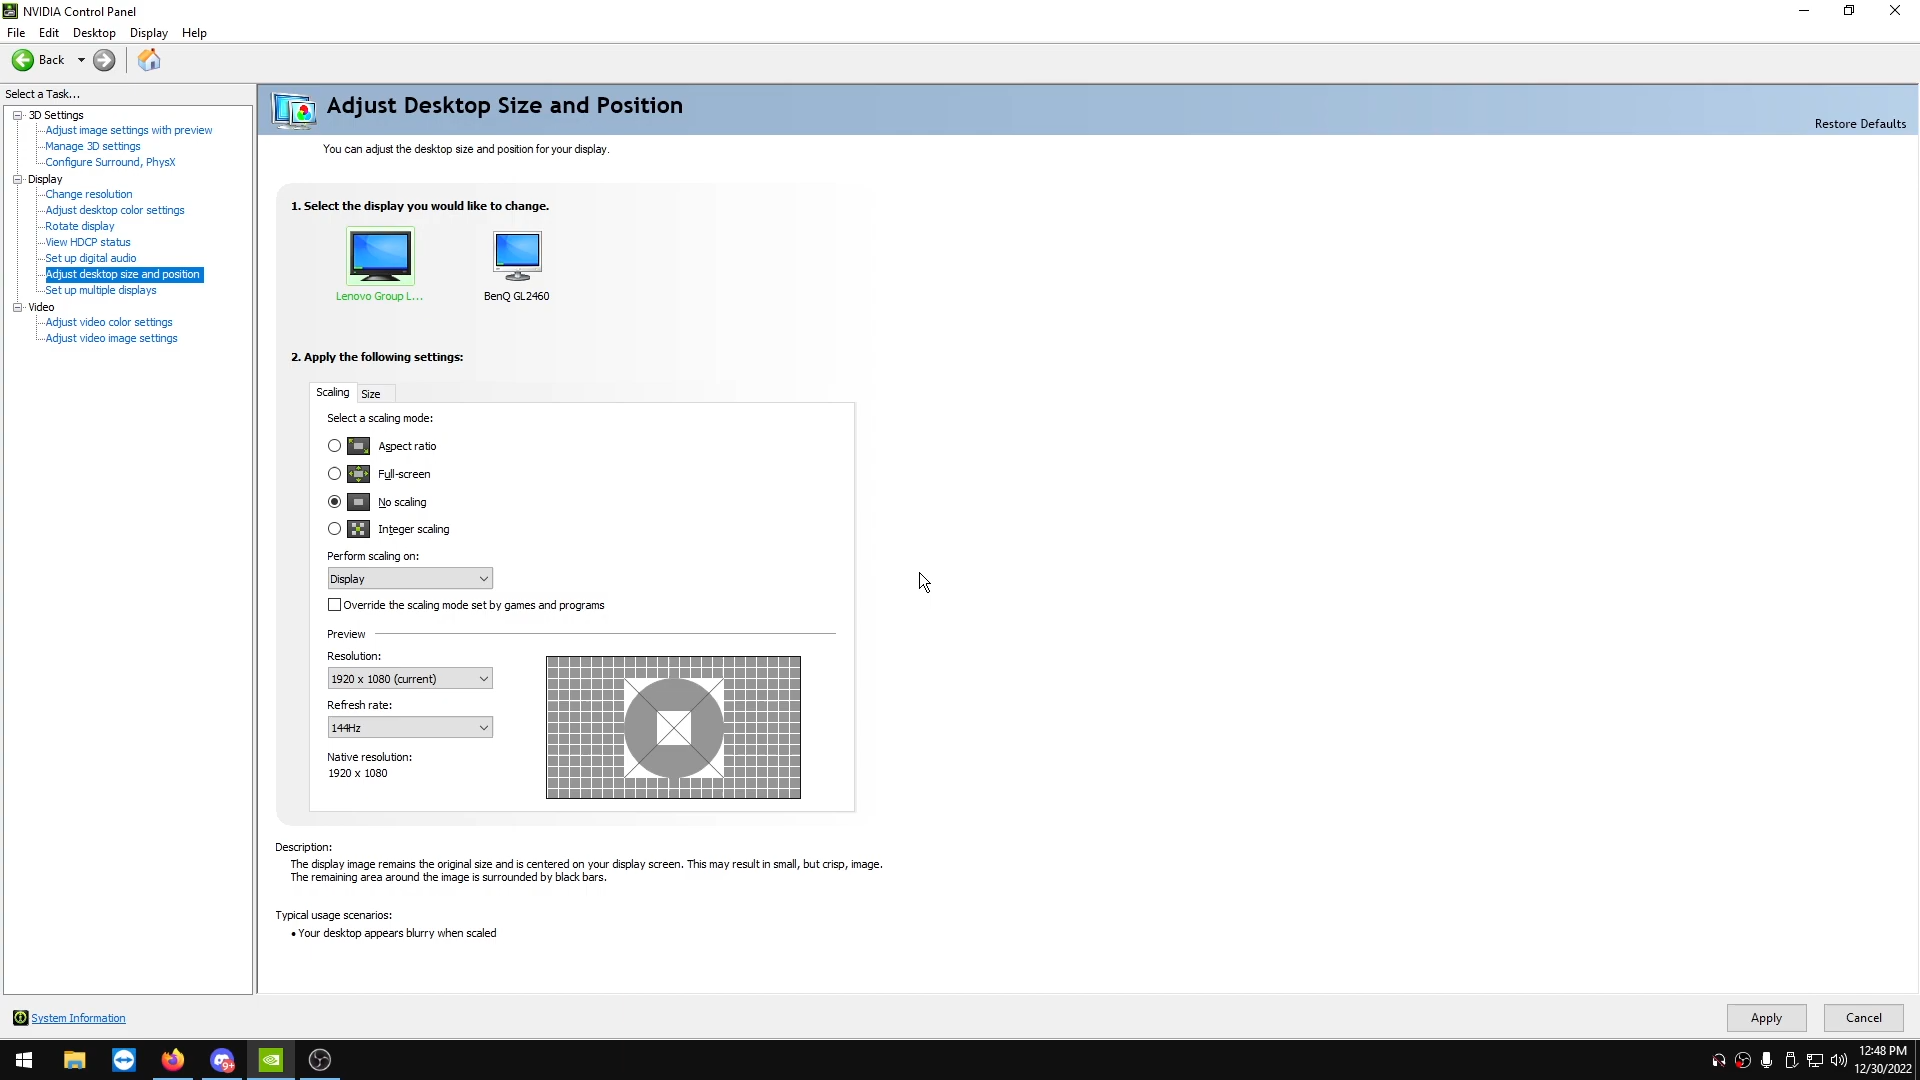 NVIDIA Control Panel
File Edit Desktop Display Help
Back
Select a Task...
3D Settings
Adjust image settings with preview
Manage 3D settings
Configure Surround, PhysX
Display
Change resolution
Adjust desktop color settings
Rotate display
View HDCP status
Set up digital audio
Adjust desktop size and position
Set up multiple displays
Video
Adjust video color settings
Adjust video image settings
System Information
Adjust Desktop Size and Position
Restore Defaults
You can adjust the desktop size and position for your display.
1. Select the display you would like to change.
Lenovo Group L... BenQ GL2460
2. Apply the following settings:
Scaling Size
Select a scaling mode:
Aspect ratio
Full-screen
No scaling
Integer scaling
Perform scaling on:
Display
Override the scaling mode set by games and programs
Preview
Resolution:
1920 x 1080 (current)
Refresh rate:
144Hz
Native resolution:
1920 x 1080
Description:
The display image remains the original size and is centered on your display screen. This may result in small, but crisp, image.
The remaining area around the image is surrounded by black bars.
Typical usage scenarios:
• Your desktop appears blurry when scaled
Apply Cancel
9+
12:48 PM
12/30/2022